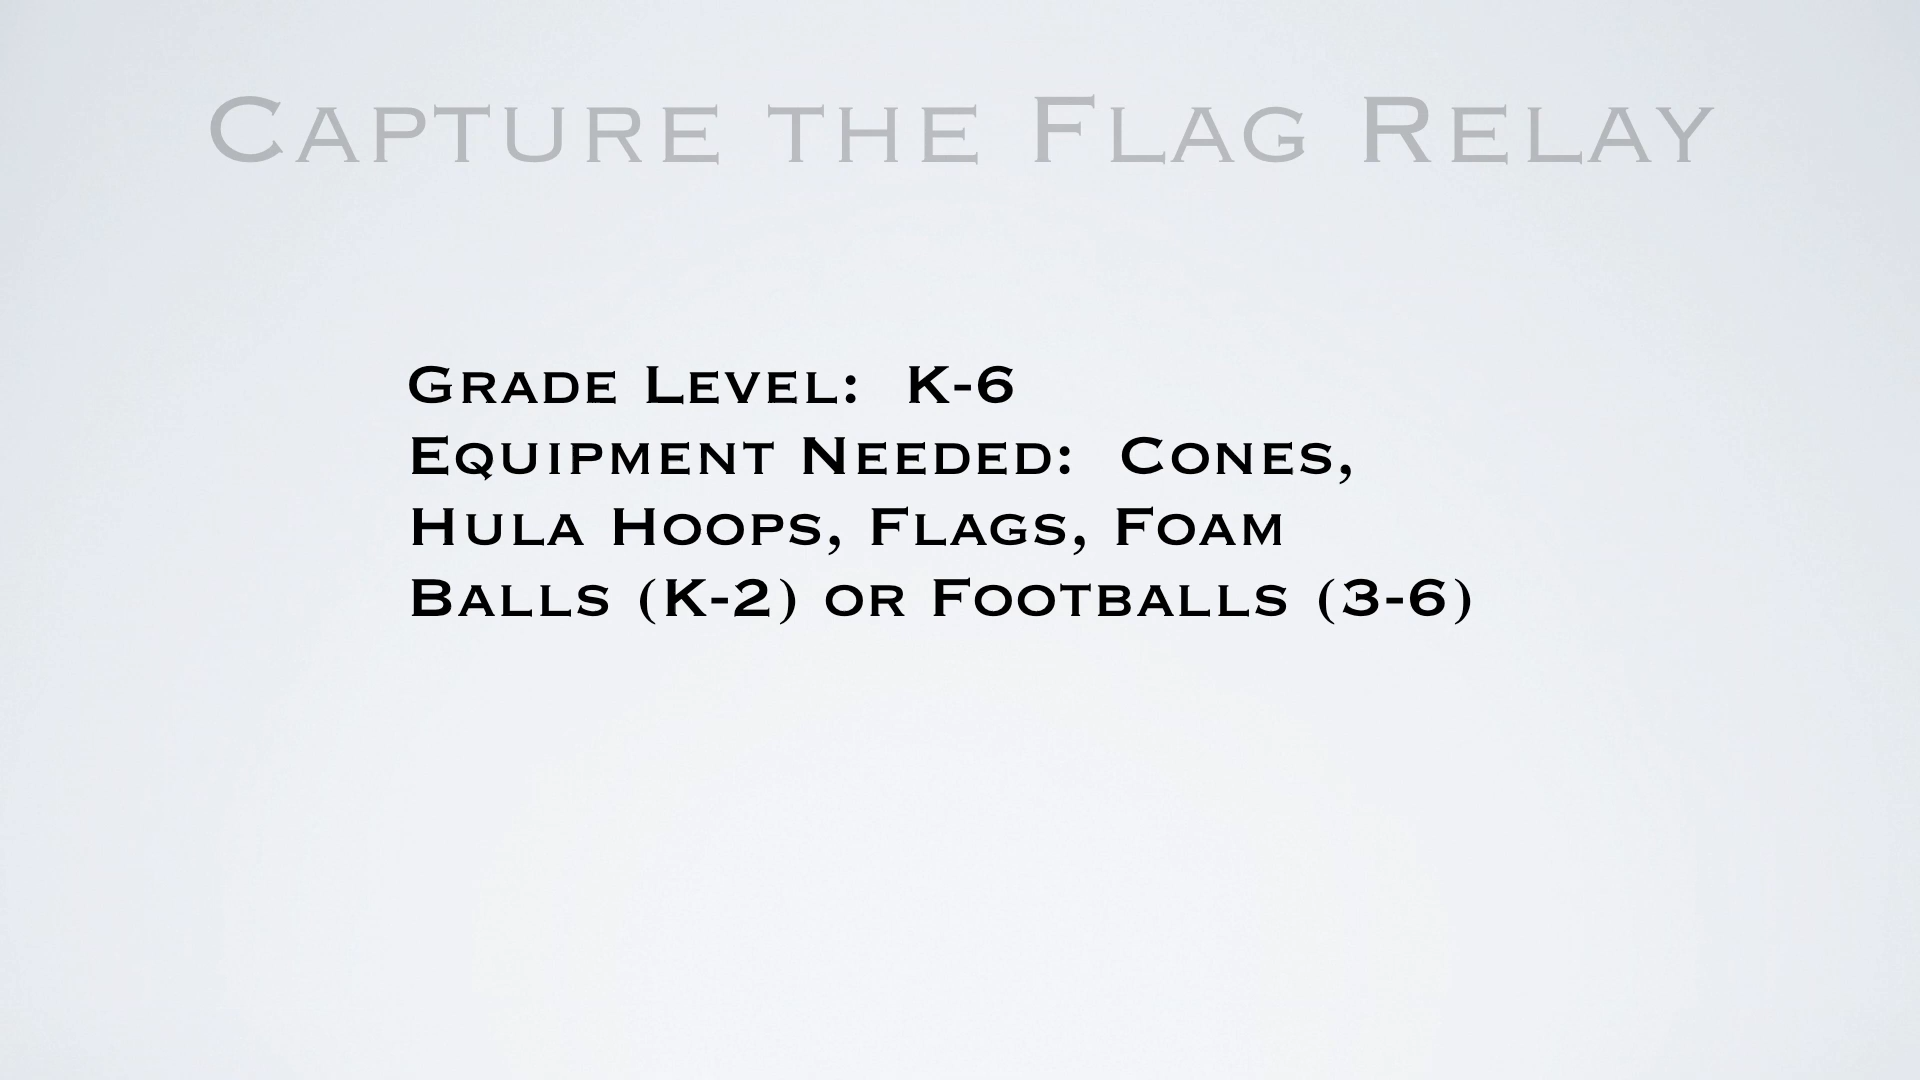 Capture the Flag Relay
Grade Level: K-6
Equipment Needed: Cones,
Hula Hoops, Flags, Foam
Balls (K-2) or Footballs (3-6)